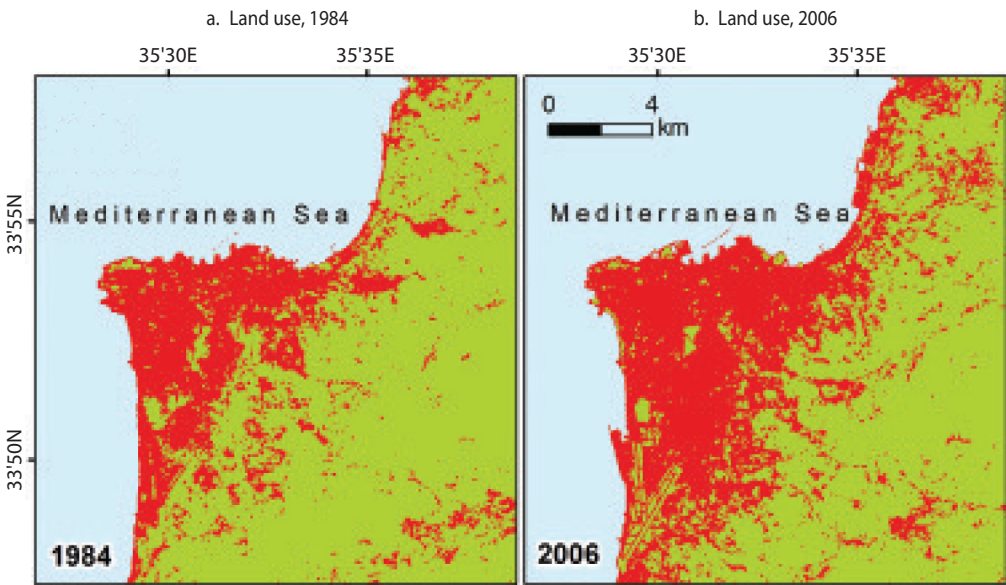 a. Land use, 1984
b. Land use, 2006
35'30E
35'35E
35'30E
35'35E
0 4
km
33'55N
Mediterranean Sea
Mediterranean Sea
33'50N
1984
2006